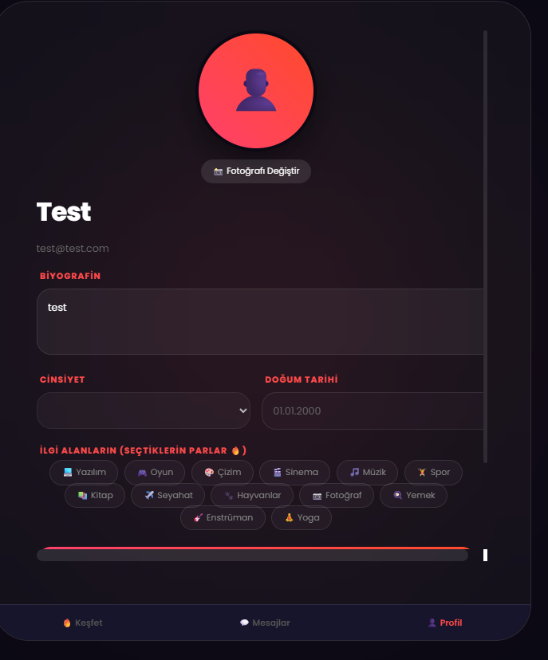 Fotoğrafı Değiştir
Test
test@test.com
BİYOGRAFİN
test
CİNSİYET DOĞUM TARİHİ
01.01.2000
İLGİ ALANLARIN (SEÇTİKLERİN PARLAR 🔥)
Yazılım Oyun Çizim Sinema Müzik Spor
Kitap Seyahat Hayvanlar Fotoğraf Yemek
Enstrüman Yoga
Keşfet Mesajlar Profil